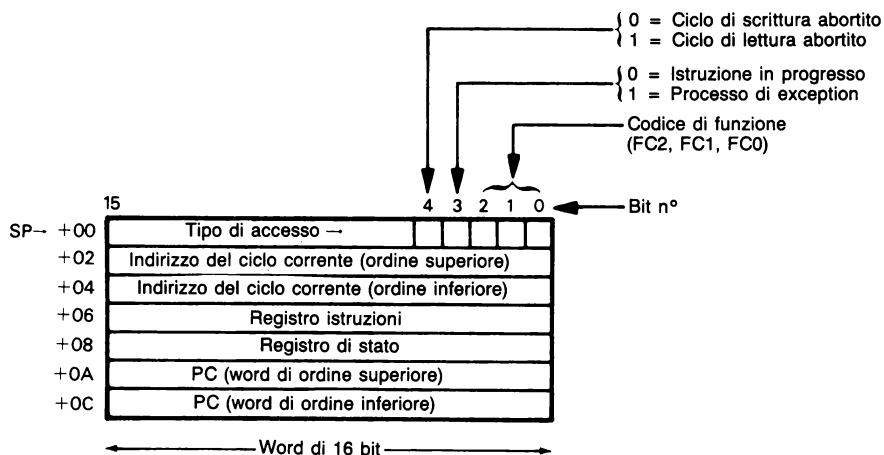 0 = Ciclo di scrittura abortito
1 = Ciclo di lettura abortito
0 = Istruzione in progresso
1 = Processo di exception
Codice di funzione
(FC2, FC1, FC0)
15 4 3 2 1 0 Bit n°
SP→ +00 Tipo di accesso →
+02 Indirizzo del ciclo corrente (ordine superiore)
+04 Indirizzo del ciclo corrente (ordine inferiore)
+06 Registro istruzioni
+08 Registro di stato
+0A PC (word di ordine superiore)
+0C PC (word di ordine inferiore)
Word di 16 bit